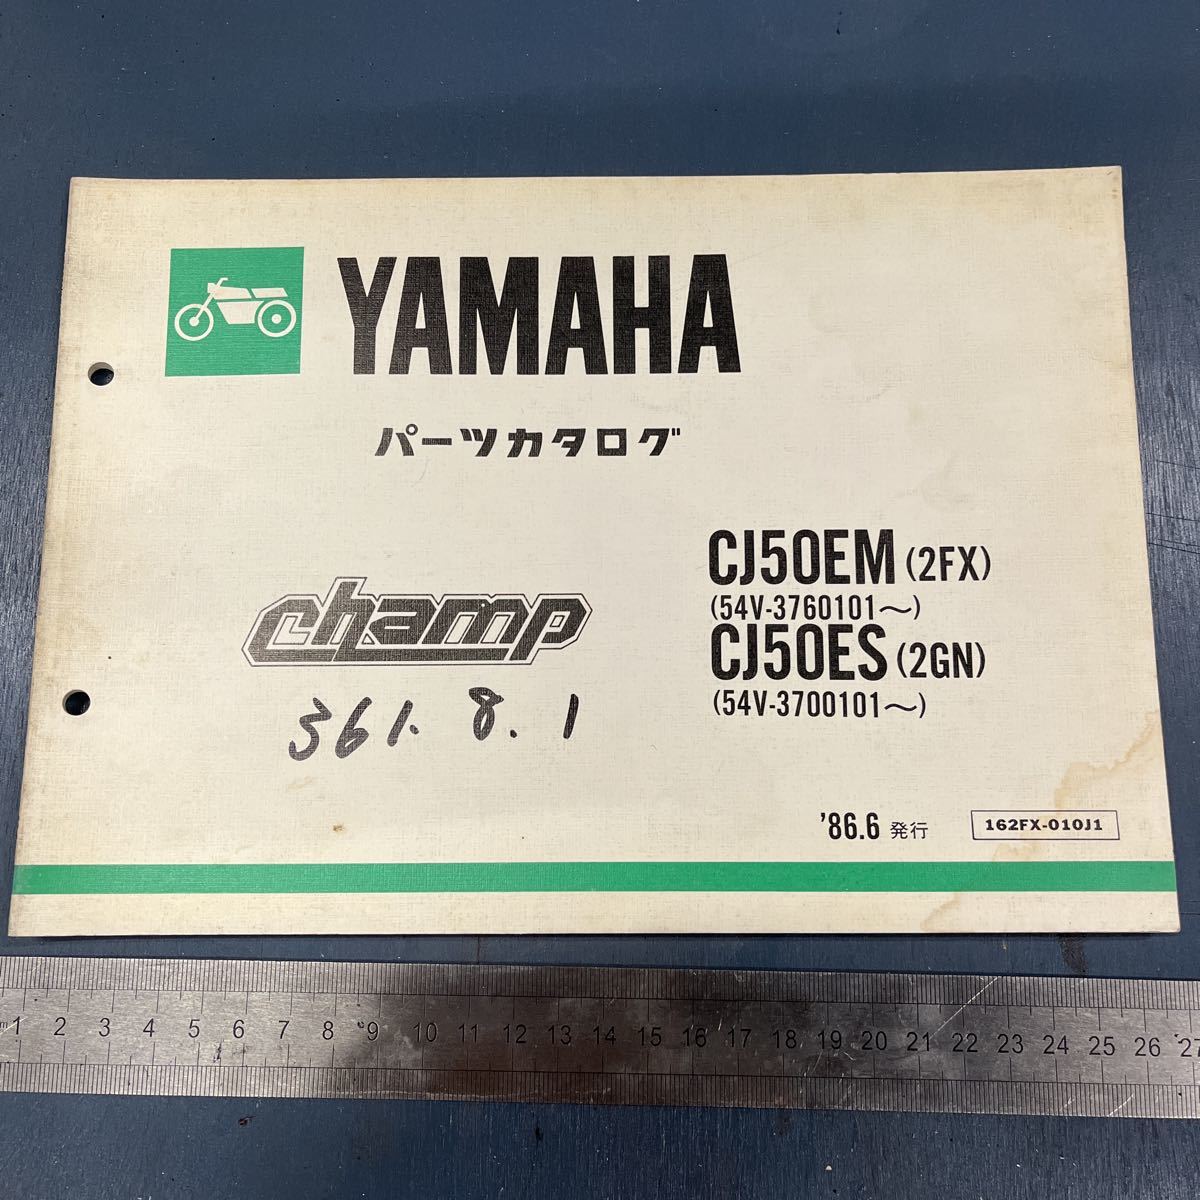 YAMAHA
パーツカタログ
champ
CJ50EM (2FX)
(54V-3760101〜)
CJ50ES (2GN)
(54V-3700101〜)
361. 8. 1
'86.6 発行
162FX-010J1
1 2 3 4 5 6 7 8 9 10 11 12 13 14 15 16 17 18 19 20 21 22 23 24 25 26 27